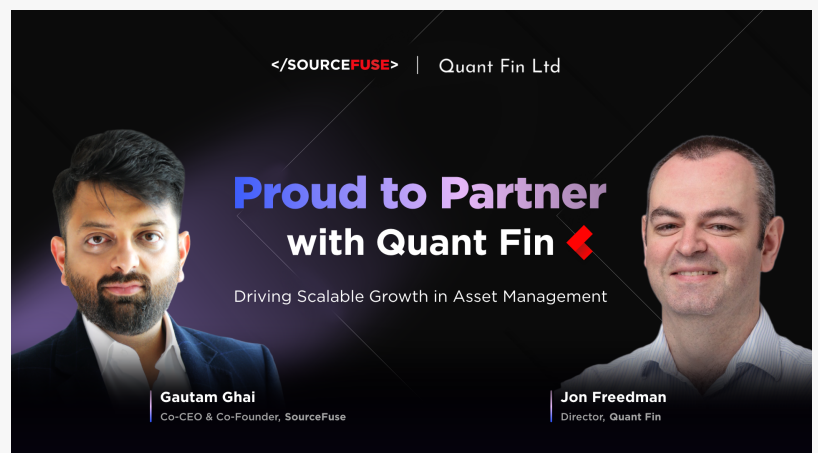 </SOURCEFUSE> | Quant Fin Ltd
Proud to Partner
with Quant Fin
Driving Scalable Growth in Asset Management
Gautam Ghai
Co-CEO & Co-Founder, SourceFuse
Jon Freedman
Director, Quant Fin